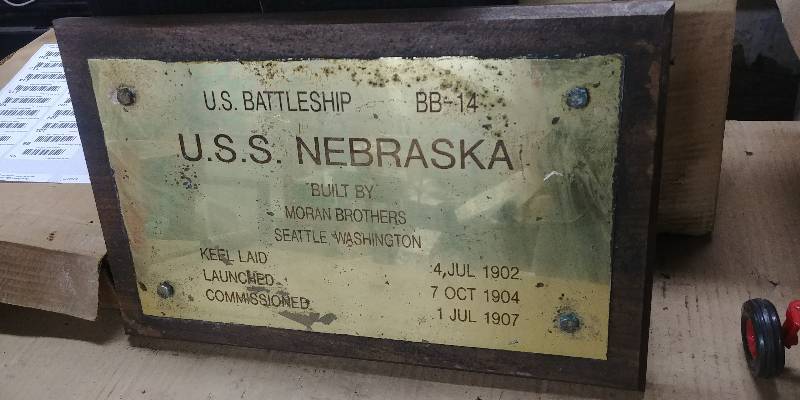 U.S. BATTLESHIP BB-14
U.S.S. NEBRASKA
BUILT BY
MORAN BROTHERS
SEATTLE WASHINGTON
KEEL LAID 4 JUL 1902
LAUNCHED 7 OCT 1904
COMMISSIONED 1 JUL 1907